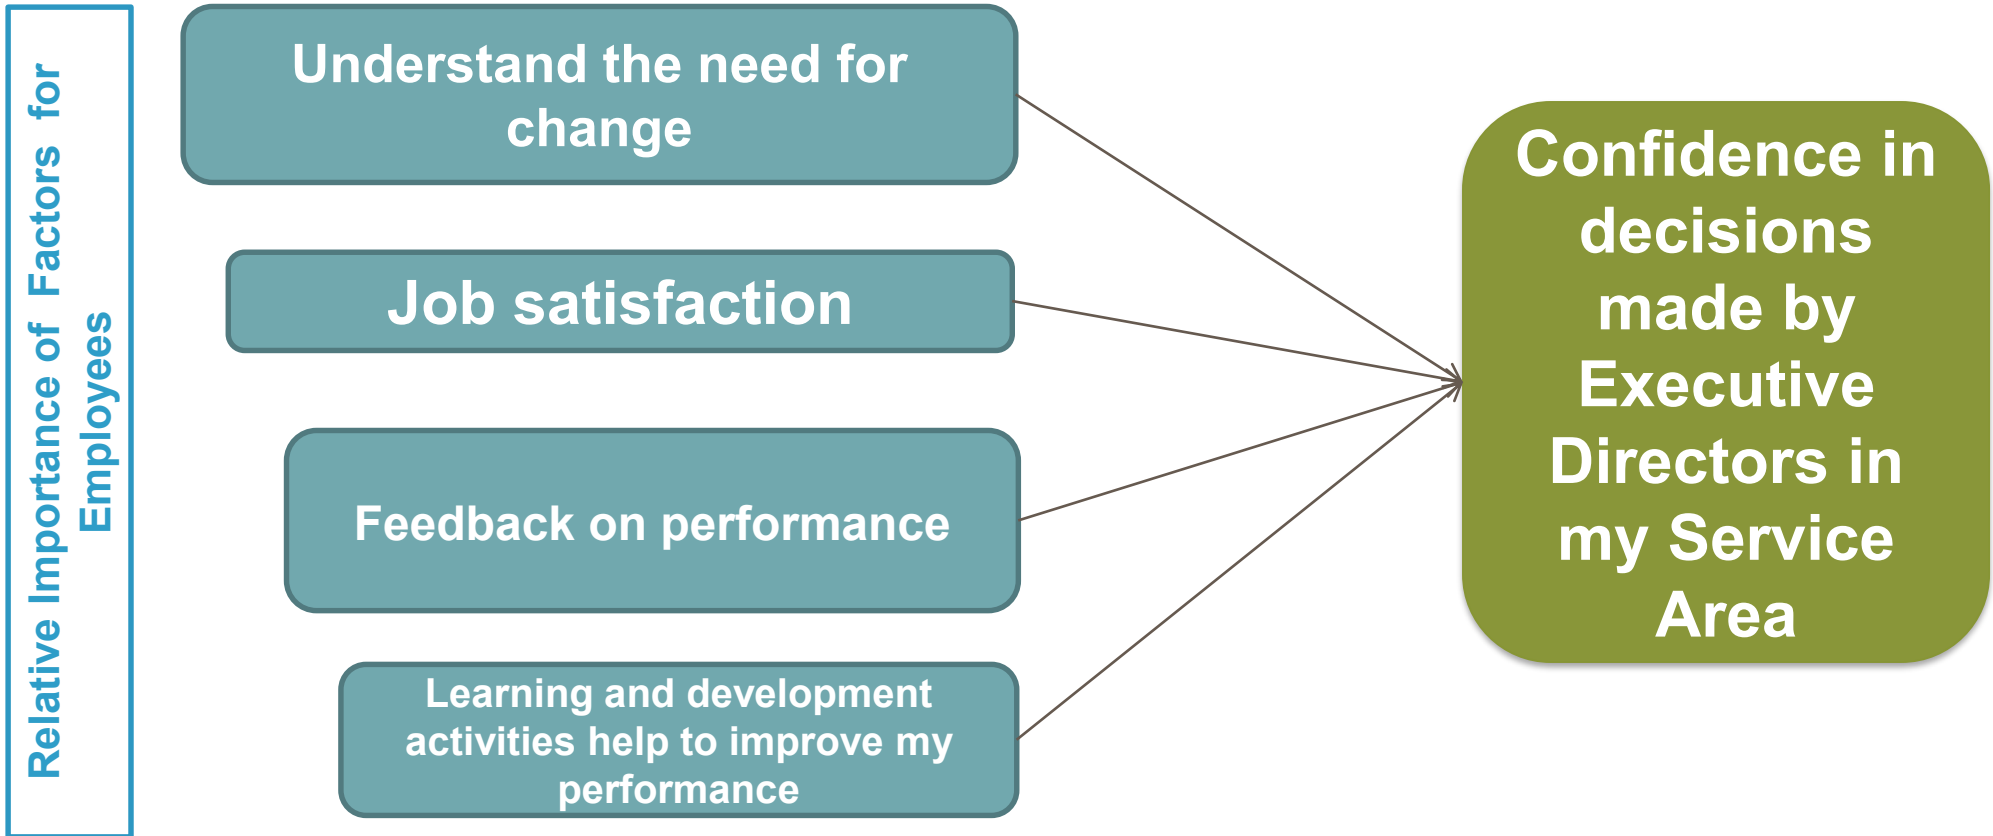 Relative Importance of Factors for
Employees
Understand the need for
change
Job satisfaction
Feedback on performance
Learning and development
activities help to improve my
performance
Confidence in
decisions
made by
Executive
Directors in
my Service
Area